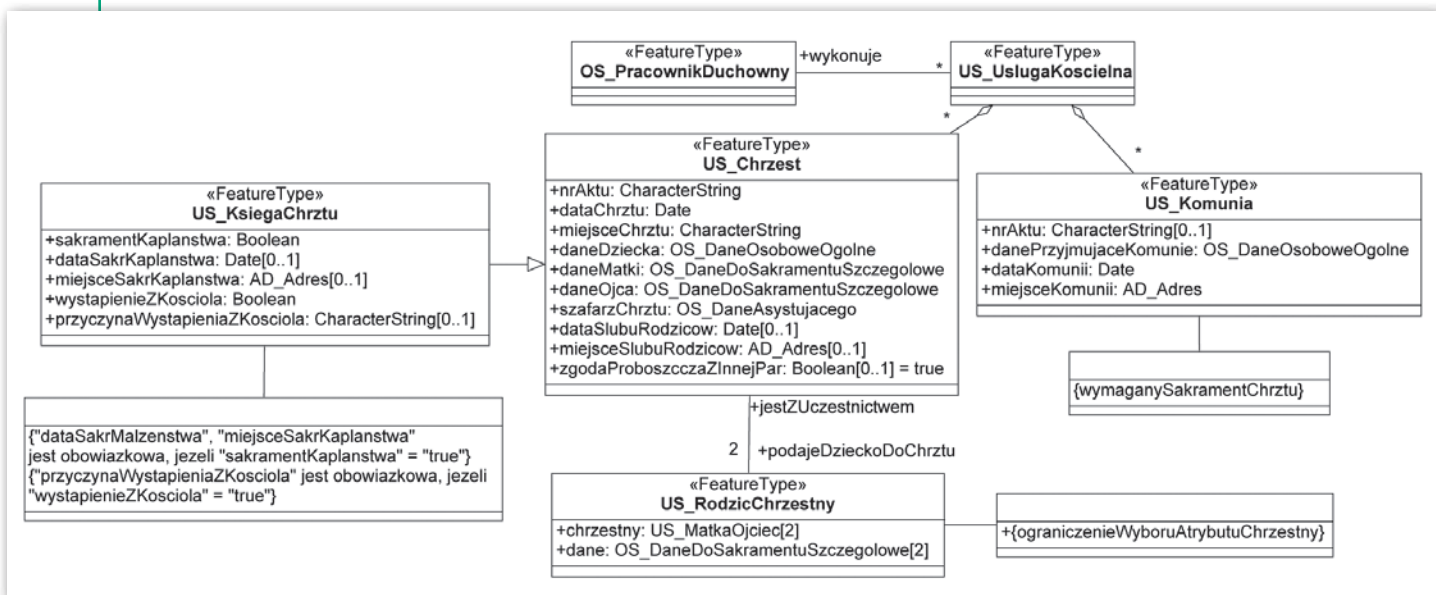 «FeatureType»
OS_PracownikDuchowny
+wykonuje
*
«FeatureType»
US_UslugaKoscielna
*
*
«FeatureType»
US_Chrzest
+nrAktu: CharacterString
+dataChrztu: Date
+miejsceChrztu: CharacterString
+daneDziecka: OS_DaneOsoboweOgolne
+daneMatki: OS_DaneDoSakramentuSzczegolowe
+daneOjca: OS_DaneDoSakramentuSzczegolowe
+szafarzChrztu: OS_DaneAsystujacego
+dataSlubuRodzicow: Date[0..1]
+miejsceSlubuRodzicow: AD_Adres[0..1]
+zgodaProboszcczaZInnejPar: Boolean[0..1] = true
«FeatureType»
US_KsiegaChrztu
+sakramentKaplanstwa: Boolean
+dataSakrKaplanstwa: Date[0..1]
+miejsceSakrKaplanstwa: AD_Adres[0..1]
+wystapienieZKosciola: Boolean
+przyczynaWystapieniaZKosciola: CharacterString[0..1]
«FeatureType»
US_Komunia
+nrAktu: CharacterString[0..1]
+danePrzyjmujaceKomunie: OS_DaneOsoboweOgolne
+dataKomunii: Date
+miejsceKomunii: AD_Adres
{wymaganySakramentChrztu}
{"dataSakrMalzenstwa", "miejsceSakrKaplanstwa"
jest obowiazkowa, jezeli "sakramentKaplanstwa" = "true"}
{"przyczynaWystapieniaZKosciola" jest obowiazkowa, jezeli
"wystapienieZKosciola" = "true"}
+jestZUczestnictwem
2
+podajeDzieckoDoChrztu
«FeatureType»
US_RodzicChrzestny
+chrzestny: US_MatkaOjciec[2]
+dane: OS_DaneDoSakramentuSzczegolowe[2]
+{ograniczenieWyboruAtrybutuChrzestny}